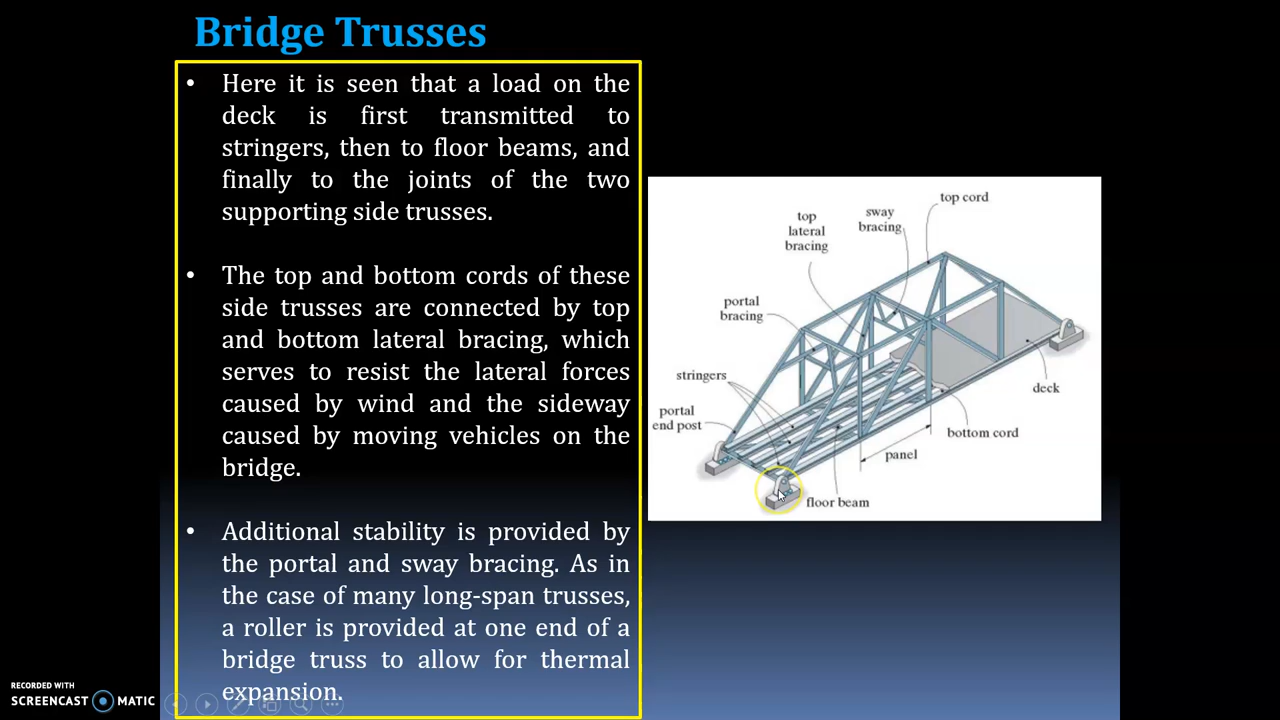 Bridge Trusses
• Here it is seen that a load on the
deck is first transmitted to
stringers, then to floor beams, and
finally to the joints of the two
supporting side trusses.
• The top and bottom cords of these
side trusses are connected by top
and bottom lateral bracing, which
serves to resist the lateral forces
caused by wind and the sideway
caused by moving vehicles on the
bridge.
• Additional stability is provided by
the portal and sway bracing. As in
the case of many long-span trusses,
a roller is provided at one end of a
bridge truss to allow for thermal
expansion.
top cord
sway
bracing
top
lateral
bracing
portal
bracing
stringers
portal
end post
deck
bottom cord
panel
floor beam
RECORDED WITH
SCREENCAST MATIC